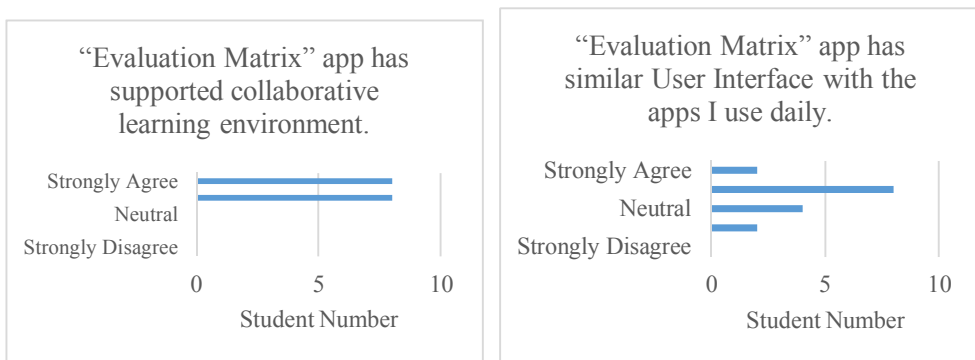 “Evaluation Matrix” app has
supported collaborative
learning environment.
Strongly Agree
Neutral
Strongly Disagree
0 5 10
Student Number
“Evaluation Matrix” app has
similar User Interface with the
apps I use daily.
Strongly Agree
Neutral
Strongly Disagree
0 5 10
Student Number